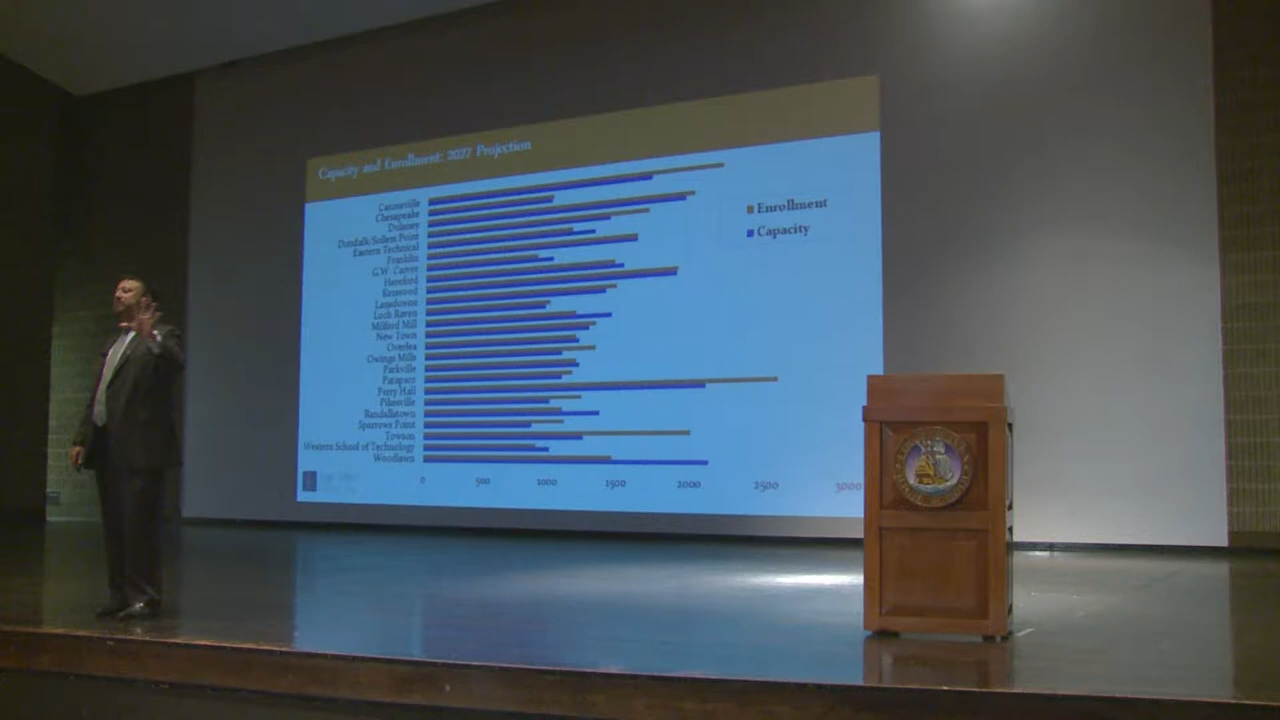 Capacity and Enrollment: 2027 Projection
Catonsville
Chesapeake
Dulaney
Dundalk/Sollers Point
Eastern Technical
Franklin
G.W. Carver
Hereford
Kenwood
Lansdowne
Loch Raven
Milford Mill
New Town
Overlea
Owings Mills
Parkville
Patapsco
Perry Hall
Pikesville
Randallstown
Sparrows Point
Towson
Western School of Technology
Woodlawn
Enrollment
Capacity
0 500 1000 1500 2000 2500 3000